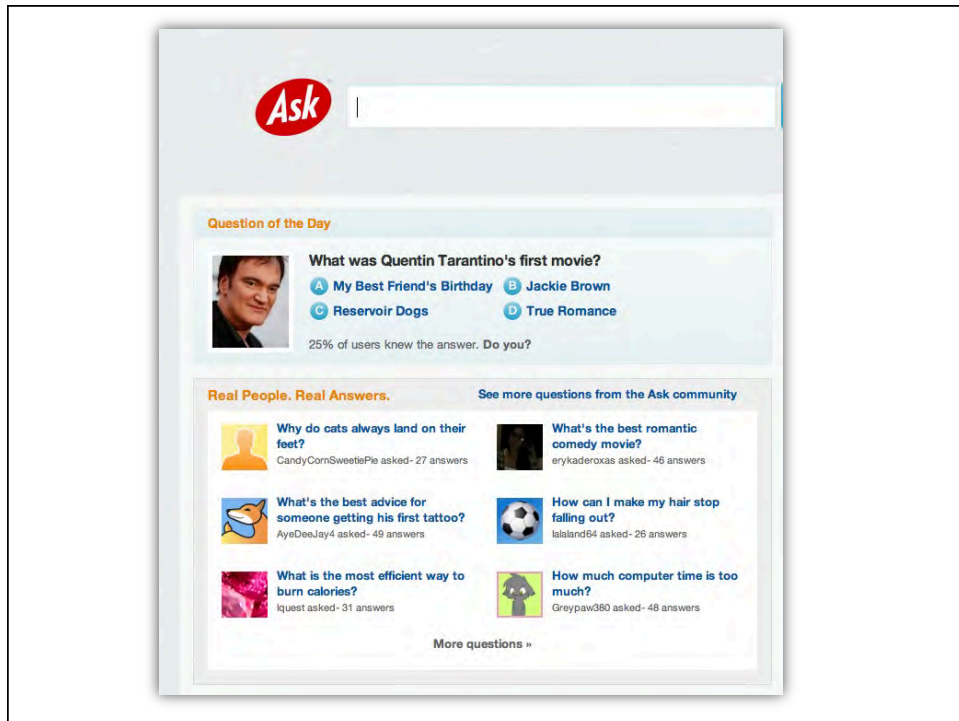 Ask
Question of the Day
What was Quentin Tarantino's first movie?
A My Best Friend's Birthday B Jackie Brown
C Reservoir Dogs D True Romance
25% of users knew the answer. Do you?
Real People. Real Answers. See more questions from the Ask community
Why do cats always land on their
feet?
CandyCornSweetiePie asked- 27 answers
What's the best romantic
comedy movie?
erykaderoxas asked- 46 answers
What's the best advice for
someone getting his first tattoo?
AyeDeeJay4 asked- 49 answers
How can I make my hair stop
falling out?
lalaland64 asked- 26 answers
What is the most efficient way to
burn calories?
lquest asked- 31 answers
How much computer time is too
much?
Greypaw380 asked- 48 answers
More questions »